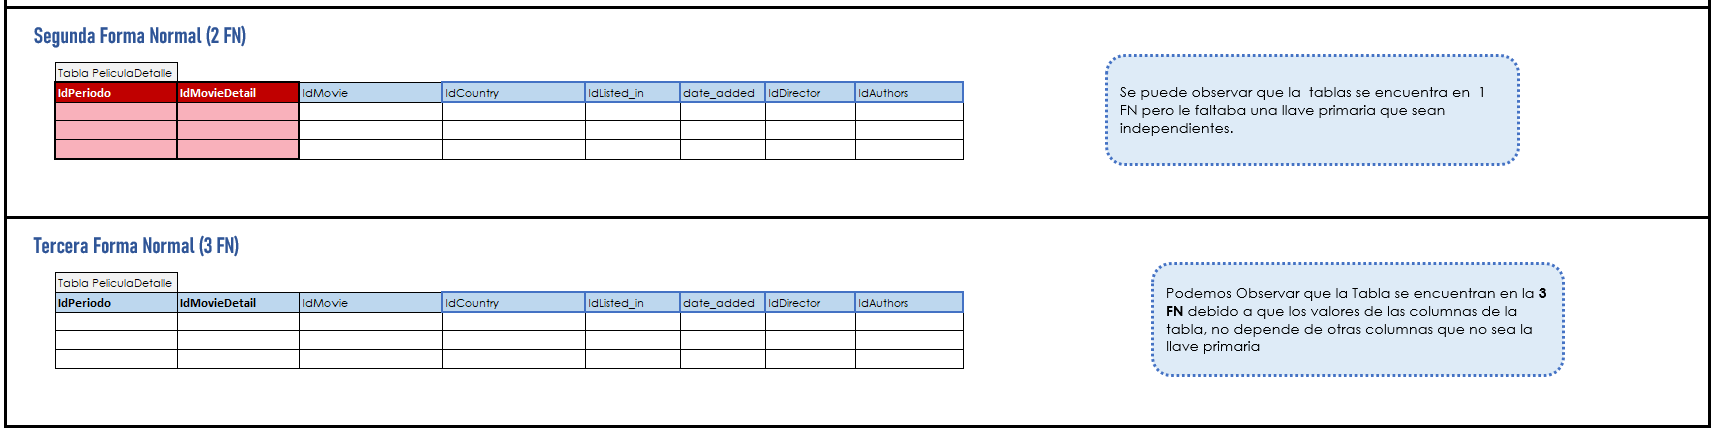 Segunda Forma Normal (2 FN)
Tabla PeliculaDetalle
IdPeriodo IdMovieDetail IdMovie IdCountry IdListed_in date_added IdDirector IdAuthors
Se puede observar que la tablas se encuentra en 1
FN pero le faltaba una llave primaria que sean
independientes.
Tercera Forma Normal (3 FN)
Tabla PeliculaDetalle
IdPeriodo IdMovieDetail IdMovie IdCountry IdListed_in date_added IdDirector IdAuthors
Podemos Observar que la Tabla se encuentran en la 3
FN debido a que los valores de las columnas de la
tabla, no depende de otras columnas que no sea la
llave primaria